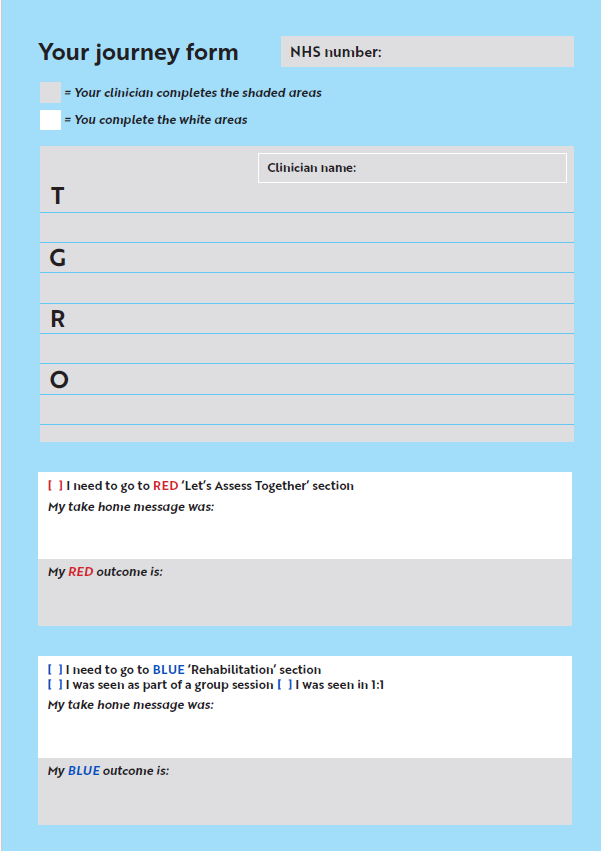 Your journey form
NHS number:
= Your clinician completes the shaded areas
= You complete the white areas
Clinician name:
T
G
R
O
[ ] I need to go to RED ‘Let’s Assess Together’ section
My take home message was:
My RED outcome is:
[ ] I need to go to BLUE ‘Rehabilitation’ section
[ ] I was seen as part of a group session [ ] I was seen in 1:1
My take home message was:
My BLUE outcome is: